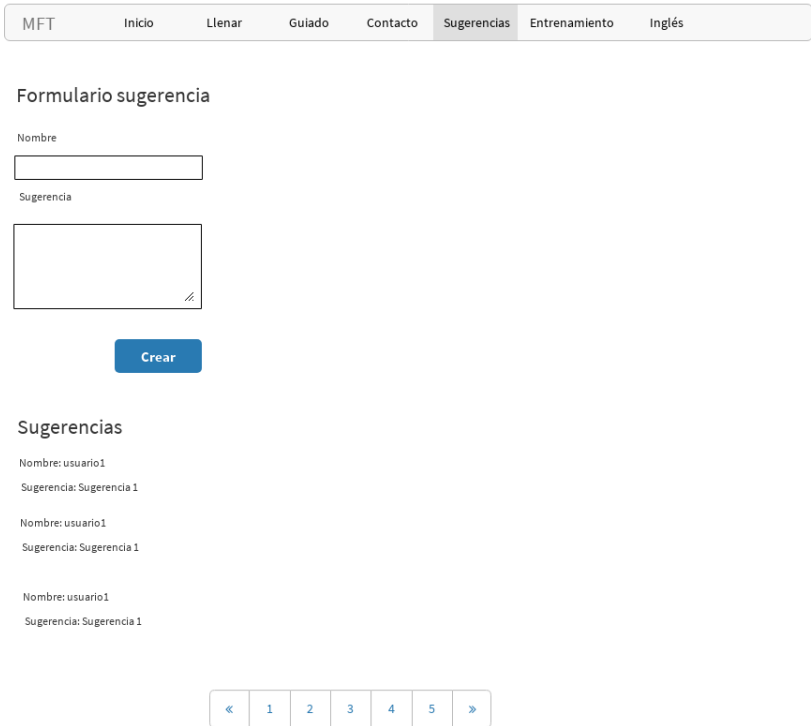 MFT Inicio Llenar Guiado Contacto Sugerencias Entrenamiento Inglés
Formulario sugerencia
Nombre
Sugerencia
Crear
Sugerencias
Nombre: usuario1
Sugerencia: Sugerencia 1
Nombre: usuario1
Sugerencia: Sugerencia 1
Nombre: usuario1
Sugerencia: Sugerencia 1
« 1 2 3 4 5 »